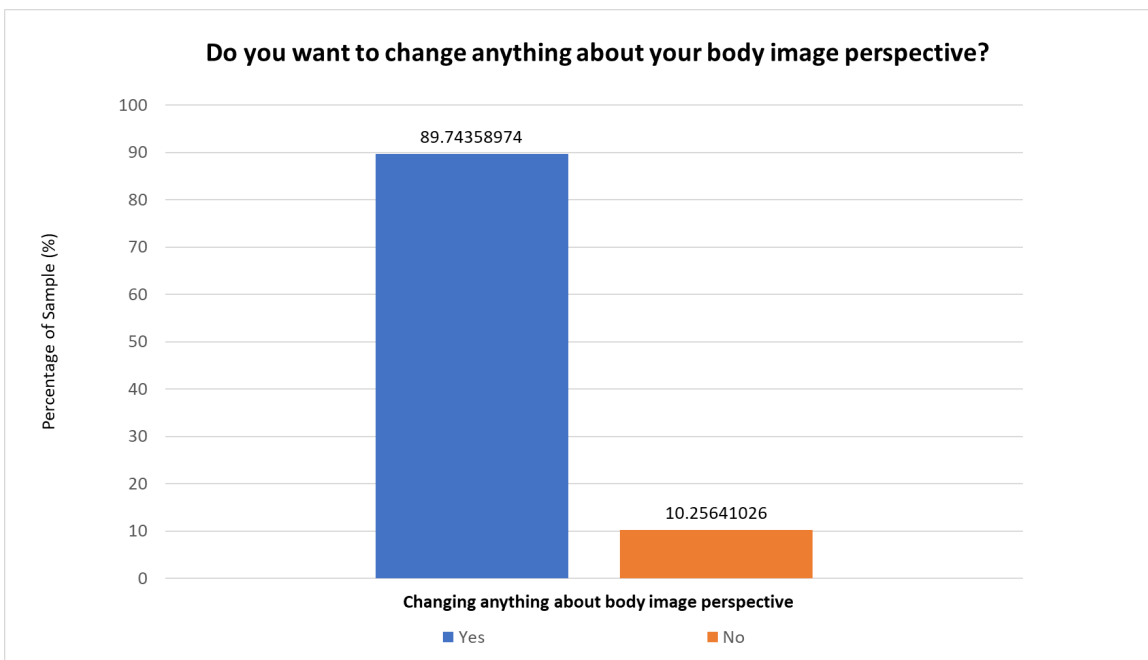 Do you want to change anything about your body image perspective?
100
89.74358974
90
80
70
60
Percentage of Sample (%)
50
40
30
20
10.25641026
10
0
Changing anything about body image perspective
Yes
No